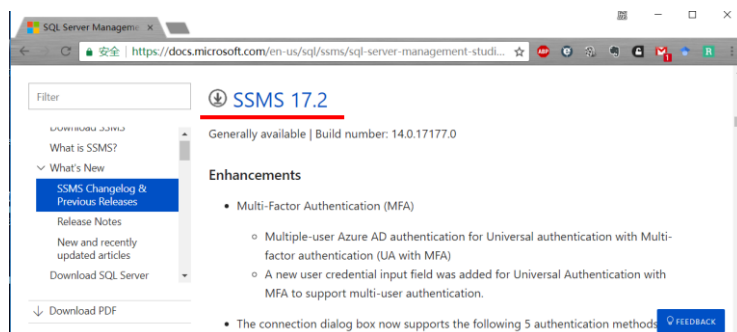 SQL Server Manageme
安全 | https://docs.microsoft.com/en-us/sql/ssms/sql-server-management-studi...
Filter
Download SSMS
What is SSMS?
What's New
SSMS Changelog &
Previous Releases
Release Notes
New and recently
updated articles
Download SQL Server
Download PDF
SSMS 17.2
Generally available | Build number: 14.0.17177.0
Enhancements
• Multi-Factor Authentication (MFA)
Multiple-user Azure AD authentication for Universal authentication with Multi-
factor authentication (UA with MFA)
A new user credential input field was added for Universal Authentication with
MFA to support multi-user authentication.
• The connection dialog box now supports the following 5 authentication methods
FEEDBACK